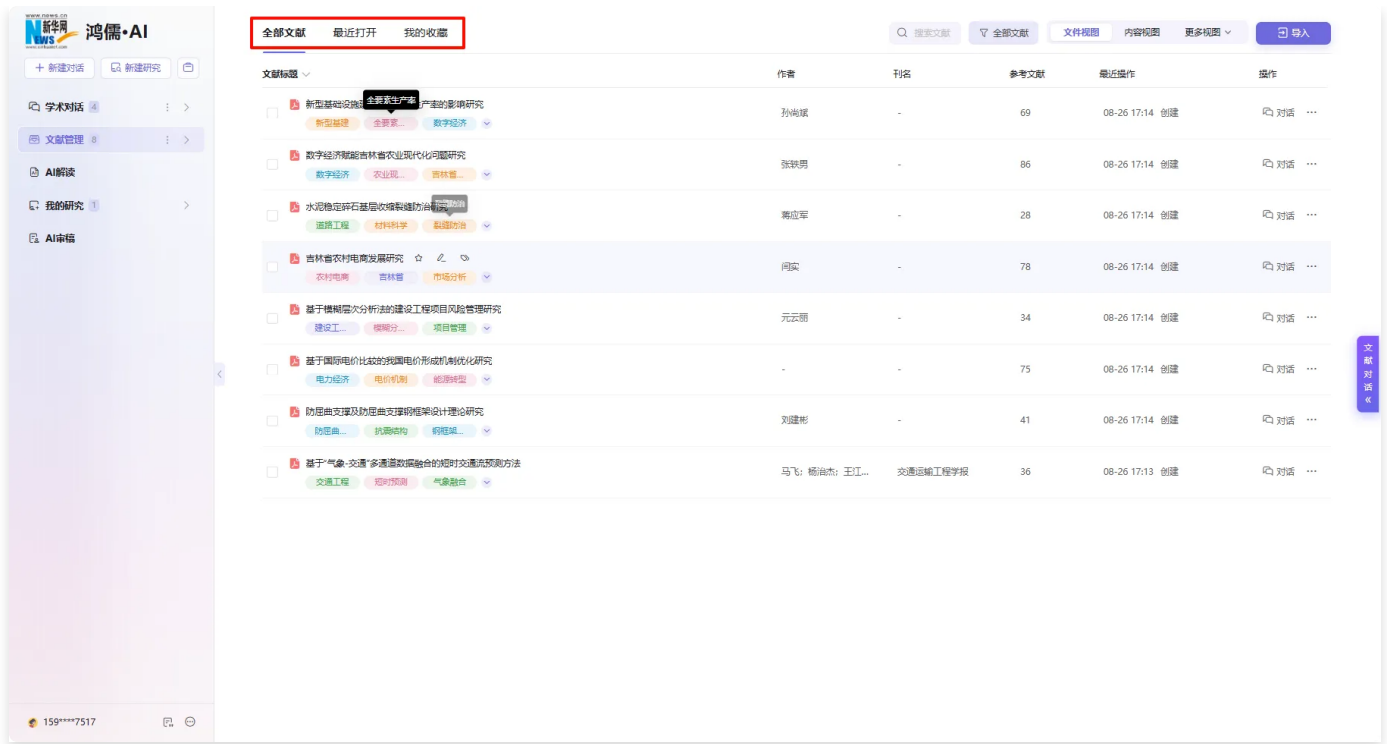 www.news.cn
新华网
NEWS
鸿儒•AI
www.xinhuanet.com
全部文献 最近打开 我的收藏
搜索文献 全部文献 文件视图 内容视图 更多视图 导入
+ 新建对话 新建研究
学术对话 4
文献管理 8
AI解读
我的研究 1
AI审稿
文献标题 作者 刊名 参考文献 最近操作 操作
全要素生产率
新型基础设施 产率的影响研究 孙尚斌 - 69 08-26 17:14 创建 对话 ···
新型基建 全要素... 数字经济
数字经济赋能吉林省农业现代化问题研究 张轶男 - 86 08-26 17:14 创建 对话 ···
数字经济 农业现... 吉林省...
水泥稳定碎石基层收缩裂缝防治研究 蒋应军 - 28 08-26 17:14 创建 对话 ···
裂缝防治
道路工程 材料科学 裂缝防治
吉林省农村电商发展研究 闫实 - 78 08-26 17:14 创建 对话 ···
农村电商 吉林省 市场分析
基于模糊层次分析法的建设工程项目风险管理研究 元云丽 - 34 08-26 17:14 创建 对话 ···
建设工... 模糊分... 项目管理
基于国际电价比较的我国电价形成机制优化研究 - - 75 08-26 17:14 创建 对话 ···
电力经济 电价机制 能源转型
防屈曲支撑及防屈曲支撑钢框架设计理论研究 刘建彬 - 41 08-26 17:14 创建 对话 ···
防屈曲... 抗震结构 钢框架...
基于“气象-交通”多通道数据融合的短时交通流预测方法 马飞; 杨治杰; 王江... 交通运输工程学报 36 08-26 17:13 创建 对话 ···
交通工程 短时预测 气象融合
文献对话
159****7517